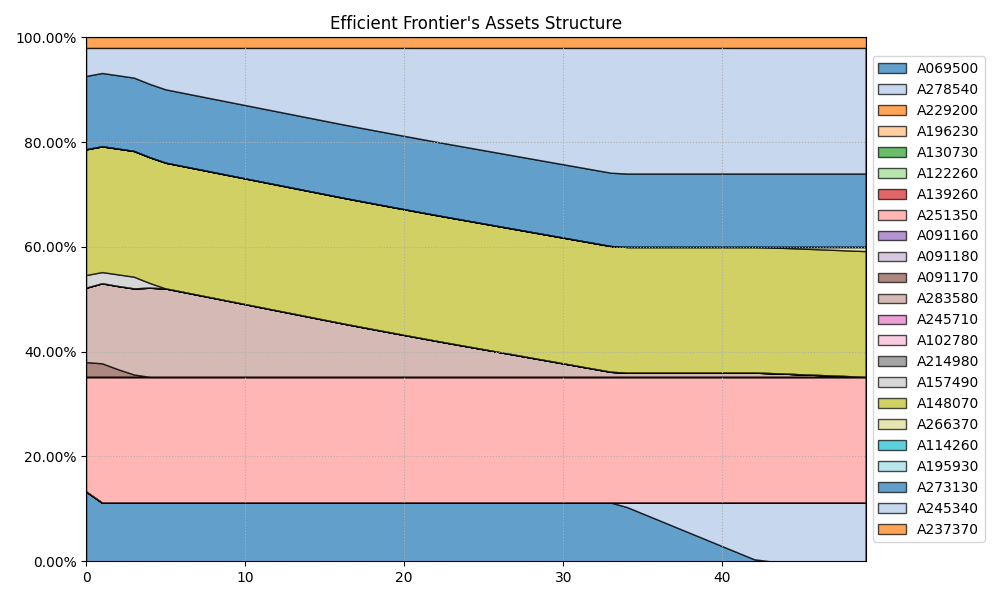 Efficient Frontier's Assets Structure
100.00%
80.00%
60.00%
40.00%
20.00%
0.00%
0
10
20
30
40
A069500
A278540
A229200
A196230
A130730
A122260
A139260
A251350
A091160
A091180
A091170
A283580
A245710
A102780
A214980
A157490
A148070
A266370
A114260
A195930
A273130
A245340
A237370